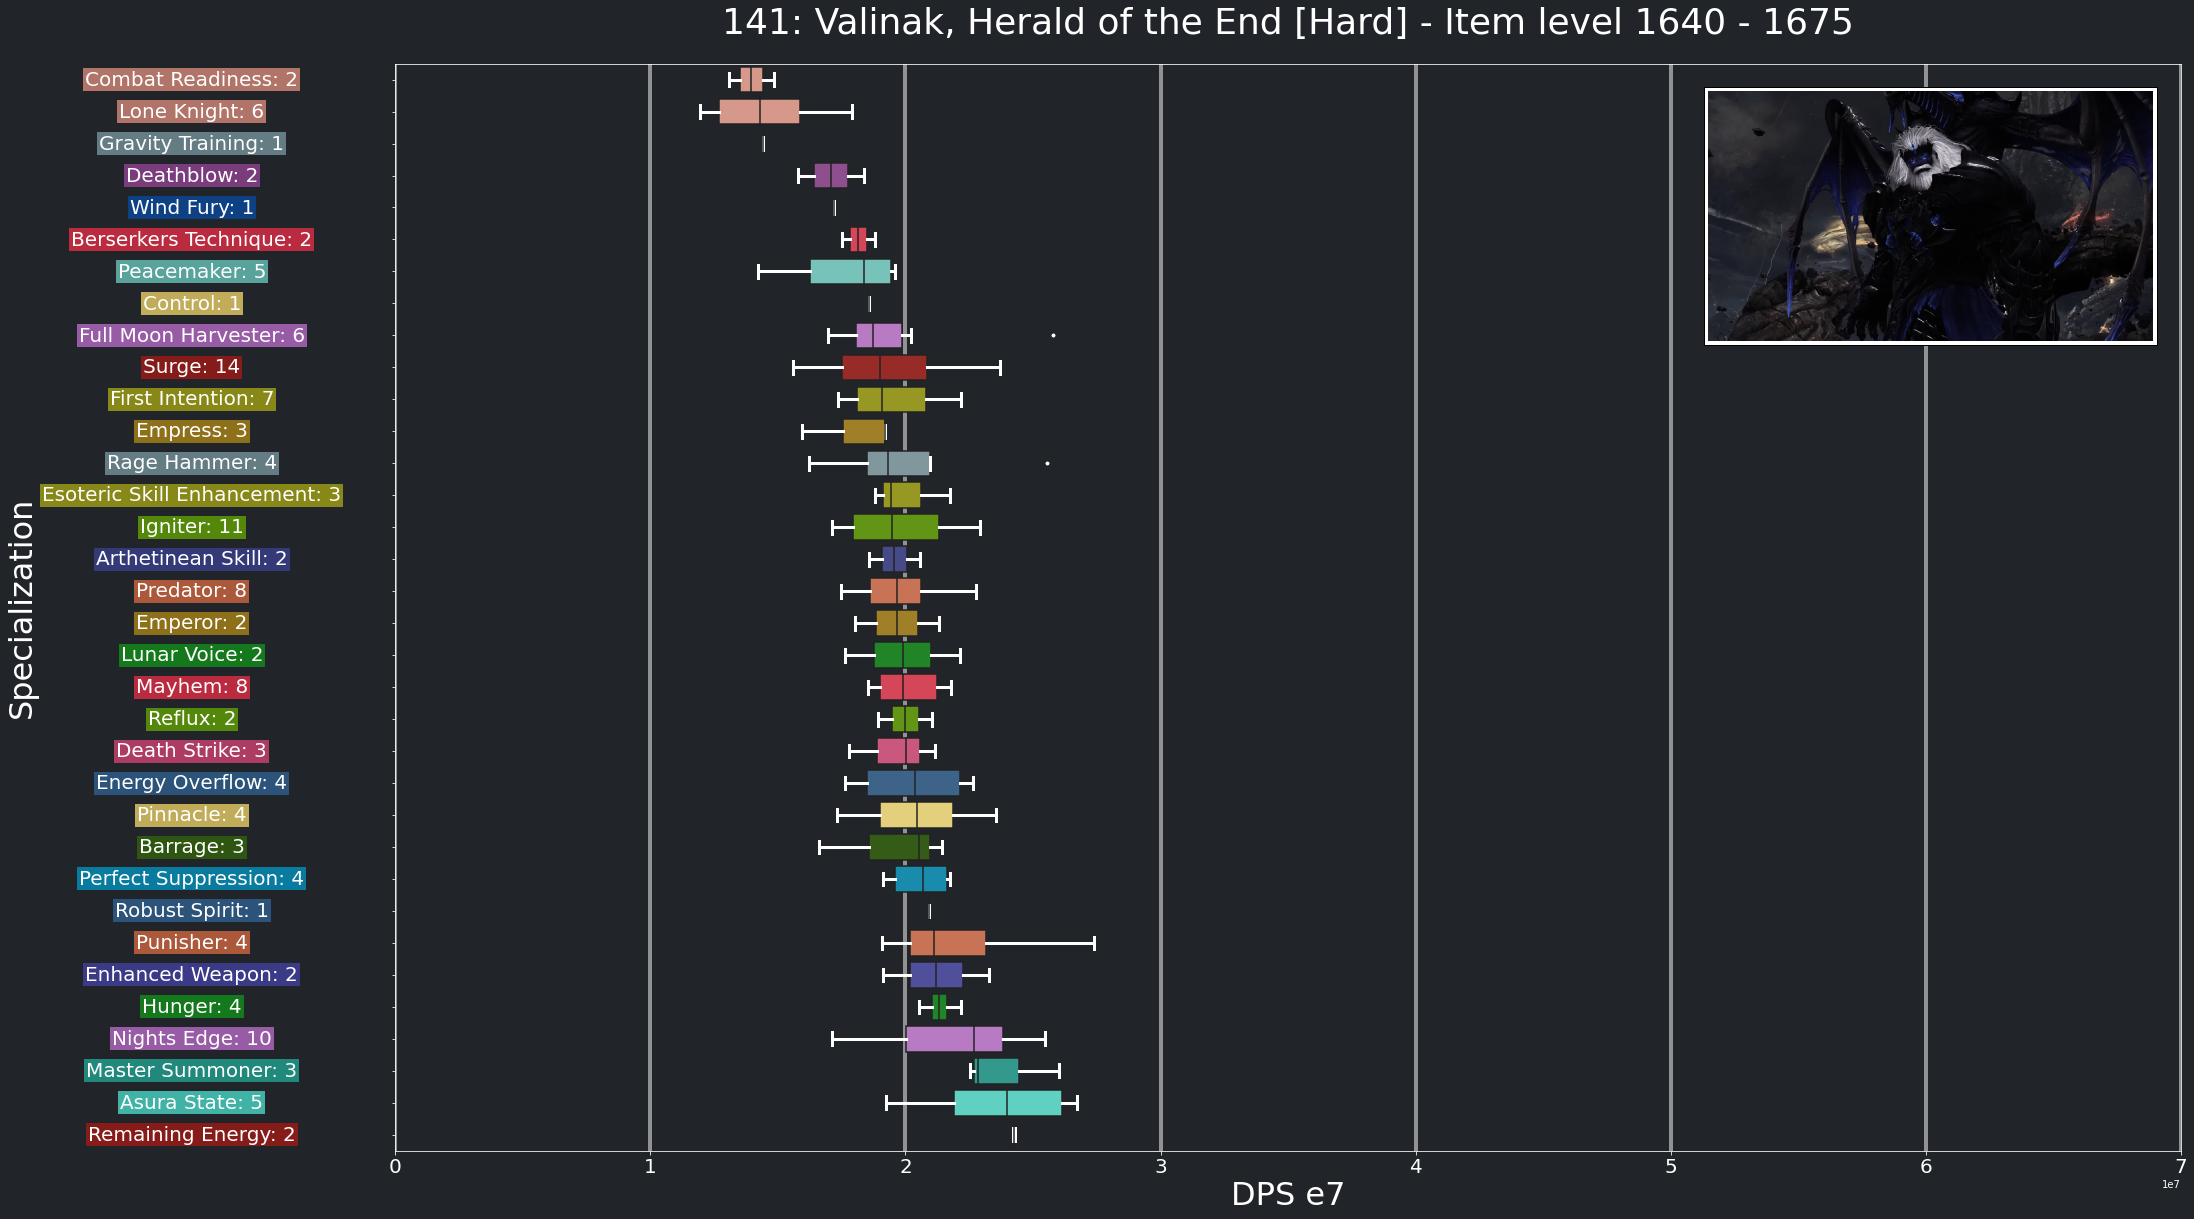 141: Valinak, Herald of the End [Hard] - Item level 1640 - 1675
Specialization
Combat Readiness: 2
Lone Knight: 6
Gravity Training: 1
Deathblow: 2
Wind Fury: 1
Berserkers Technique: 2
Peacemaker: 5
Control: 1
Full Moon Harvester: 6
Surge: 14
First Intention: 7
Empress: 3
Rage Hammer: 4
Esoteric Skill Enhancement: 3
Igniter: 11
Arthetinean Skill: 2
Predator: 8
Emperor: 2
Lunar Voice: 2
Mayhem: 8
Reflux: 2
Death Strike: 3
Energy Overflow: 4
Pinnacle: 4
Barrage: 3
Perfect Suppression: 4
Robust Spirit: 1
Punisher: 4
Enhanced Weapon: 2
Hunger: 4
Nights Edge: 10
Master Summoner: 3
Asura State: 5
Remaining Energy: 2
0 1 2 3 4 5 6 7
1e7
DPS e7